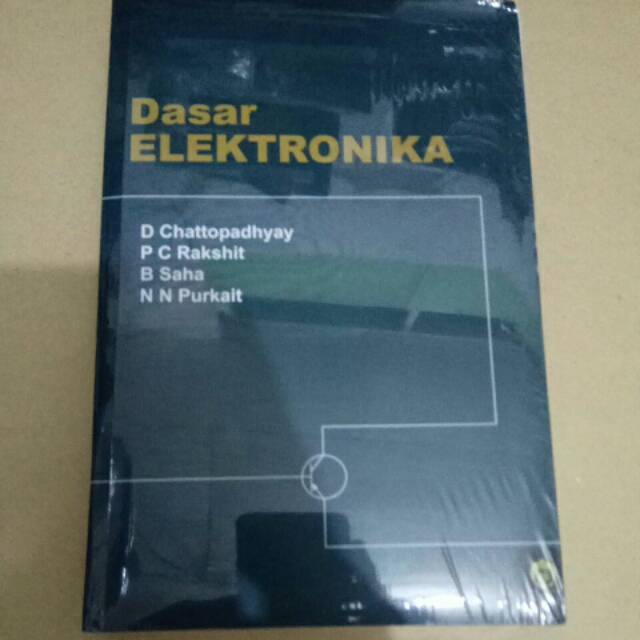 Dasar
ELEKTRONIKA
D Chattopadhyay
P C Rakshit
B Saha
N N Purkait